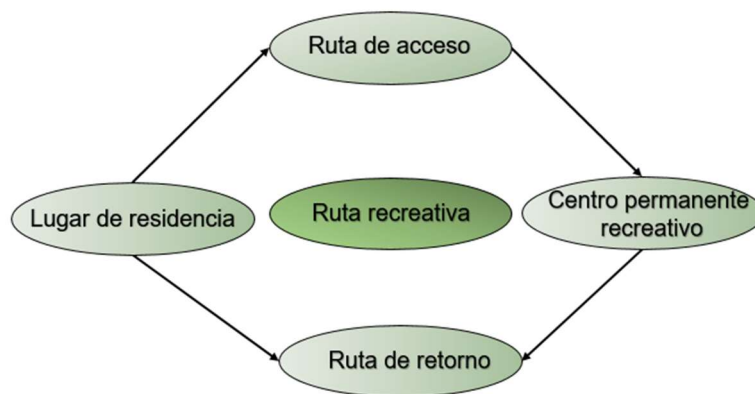 Ruta de acceso
Lugar de residencia
Ruta recreativa
Centro permanente
recreativo
Ruta de retorno